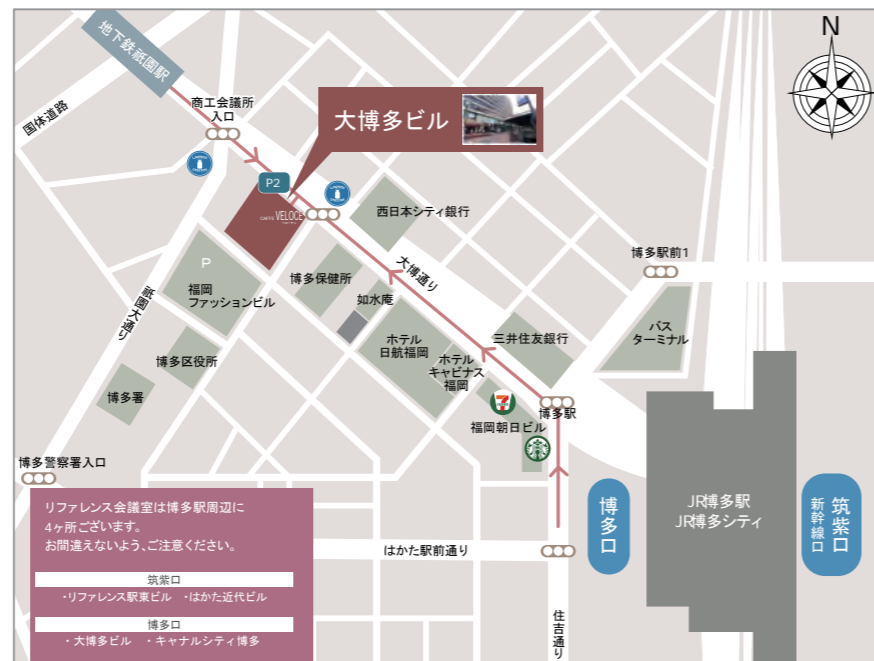 地下鉄祇園駅
N
国体道路
商工会議所
入口
大博多ビル
P2
CAFFE VELOCE
西日本シティ銀行
博多駅前1
大博通り
博多保健所
P
福岡
ファッションビル
如水庵
祇園大通り
バス
ターミナル
三井住友銀行
ホテル
日航福岡
ホテル
キャビナス
福岡
博多区役所
博多署
7
博多駅
福岡朝日ビル
博多警察署入口
博多口
JR博多駅
JR博多シティ
筑紫口
新幹線口
はかた駅前通り
住吉通り
リファレンス会議室は博多駅周辺に
4ヶ所ございます。
お間違えないよう、ご注意ください。
筑紫口
・リファレンス駅東ビル ・はかた近代ビル
博多口
・大博多ビル ・キャナルシティ博多